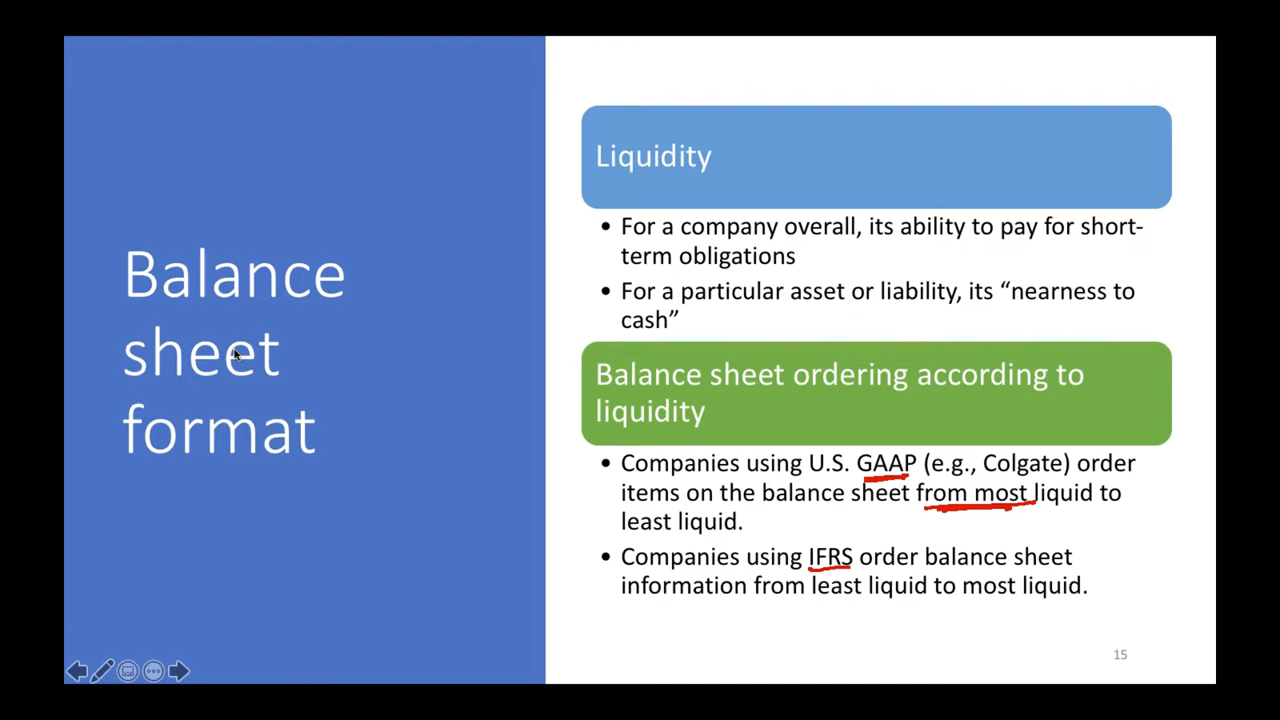 Balance
sheet
format
Liquidity
• For a company overall, its ability to pay for short-
term obligations
• For a particular asset or liability, its “nearness to
cash”
Balance sheet ordering according to
liquidity
• Companies using U.S. GAAP (e.g., Colgate) order
items on the balance sheet from most liquid to
least liquid.
• Companies using IFRS order balance sheet
information from least liquid to most liquid.
15